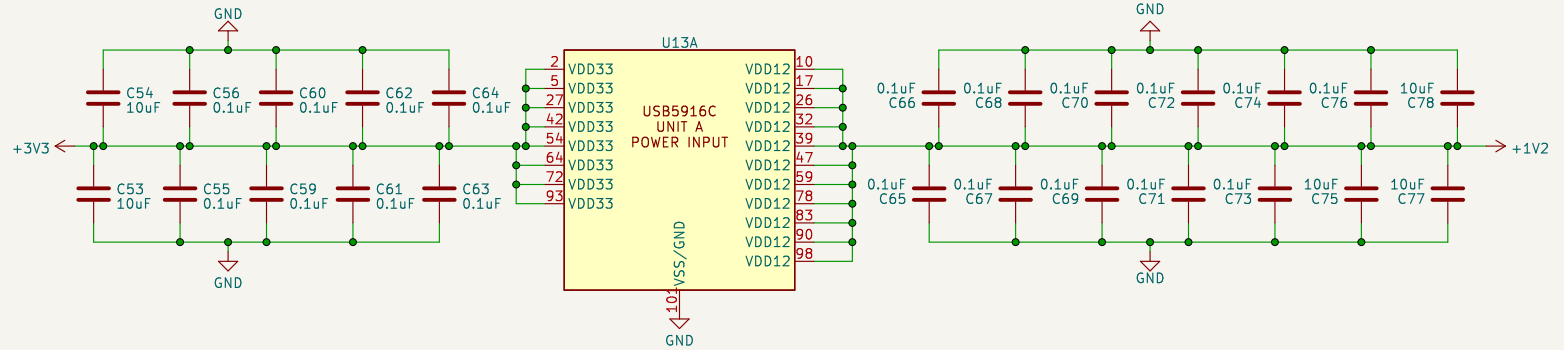 GND
GND
U13A
C54
10uF
C56
0.1uF
C60
0.1uF
C62
0.1uF
C64
0.1uF
0.1uF
C66
0.1uF
C68
0.1uF
C70
0.1uF
C72
0.1uF
C74
0.1uF
C76
10uF
C78
+3V3
C53
10uF
C55
0.1uF
C59
0.1uF
C61
0.1uF
C63
0.1uF
2 VDD33
5 VDD33
27 VDD33
42 VDD33
54 VDD33
64 VDD33
72 VDD33
93 VDD33
USB5916C
UNIT A
POWER INPUT
VDD12 10
VDD12 17
VDD12 26
VDD12 32
VDD12 39
VDD12 47
VDD12 59
VDD12 78
VDD12 83
VDD12 90
VDD12 98
VSS/GND
101
+1V2
0.1uF
C65
0.1uF
C67
0.1uF
C69
0.1uF
C71
0.1uF
C73
10uF
C75
10uF
C77
GND
GND
GND